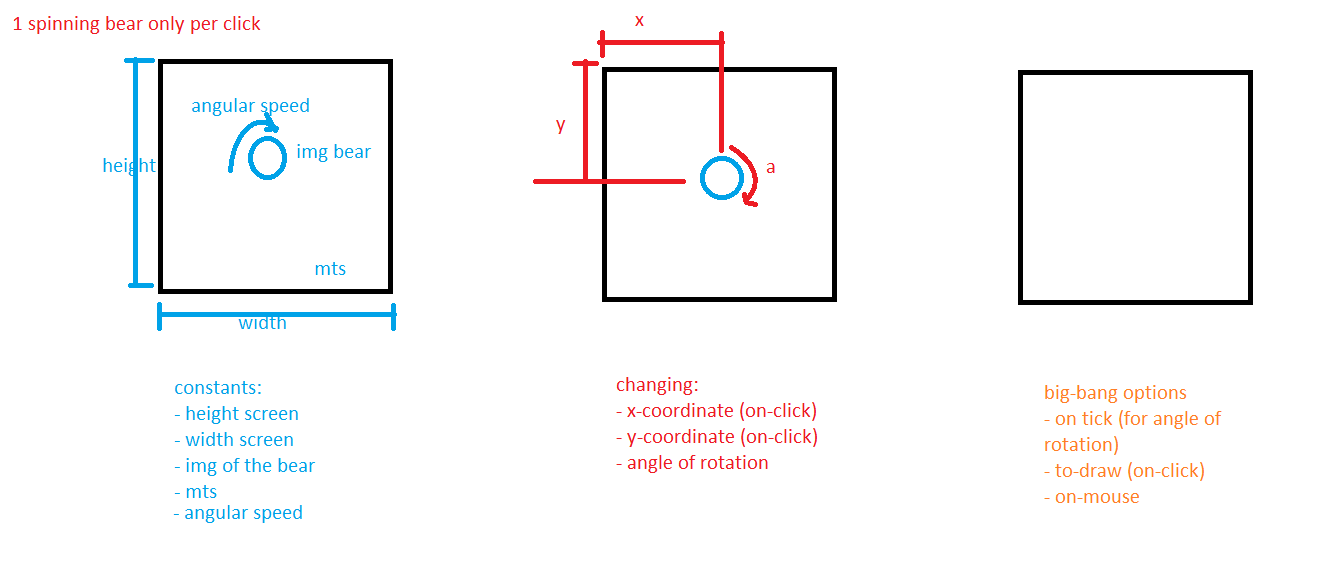 1 spinning bear only per click
angular speed
img bear
height
mts
width
x
y
a
constants:
- height screen
- width screen
- img of the bear
- mts
- angular speed
changing:
- x-coordinate (on-click)
- y-coordinate (on-click)
- angle of rotation
big-bang options
- on tick (for angle of
rotation)
- to-draw (on-click)
- on-mouse